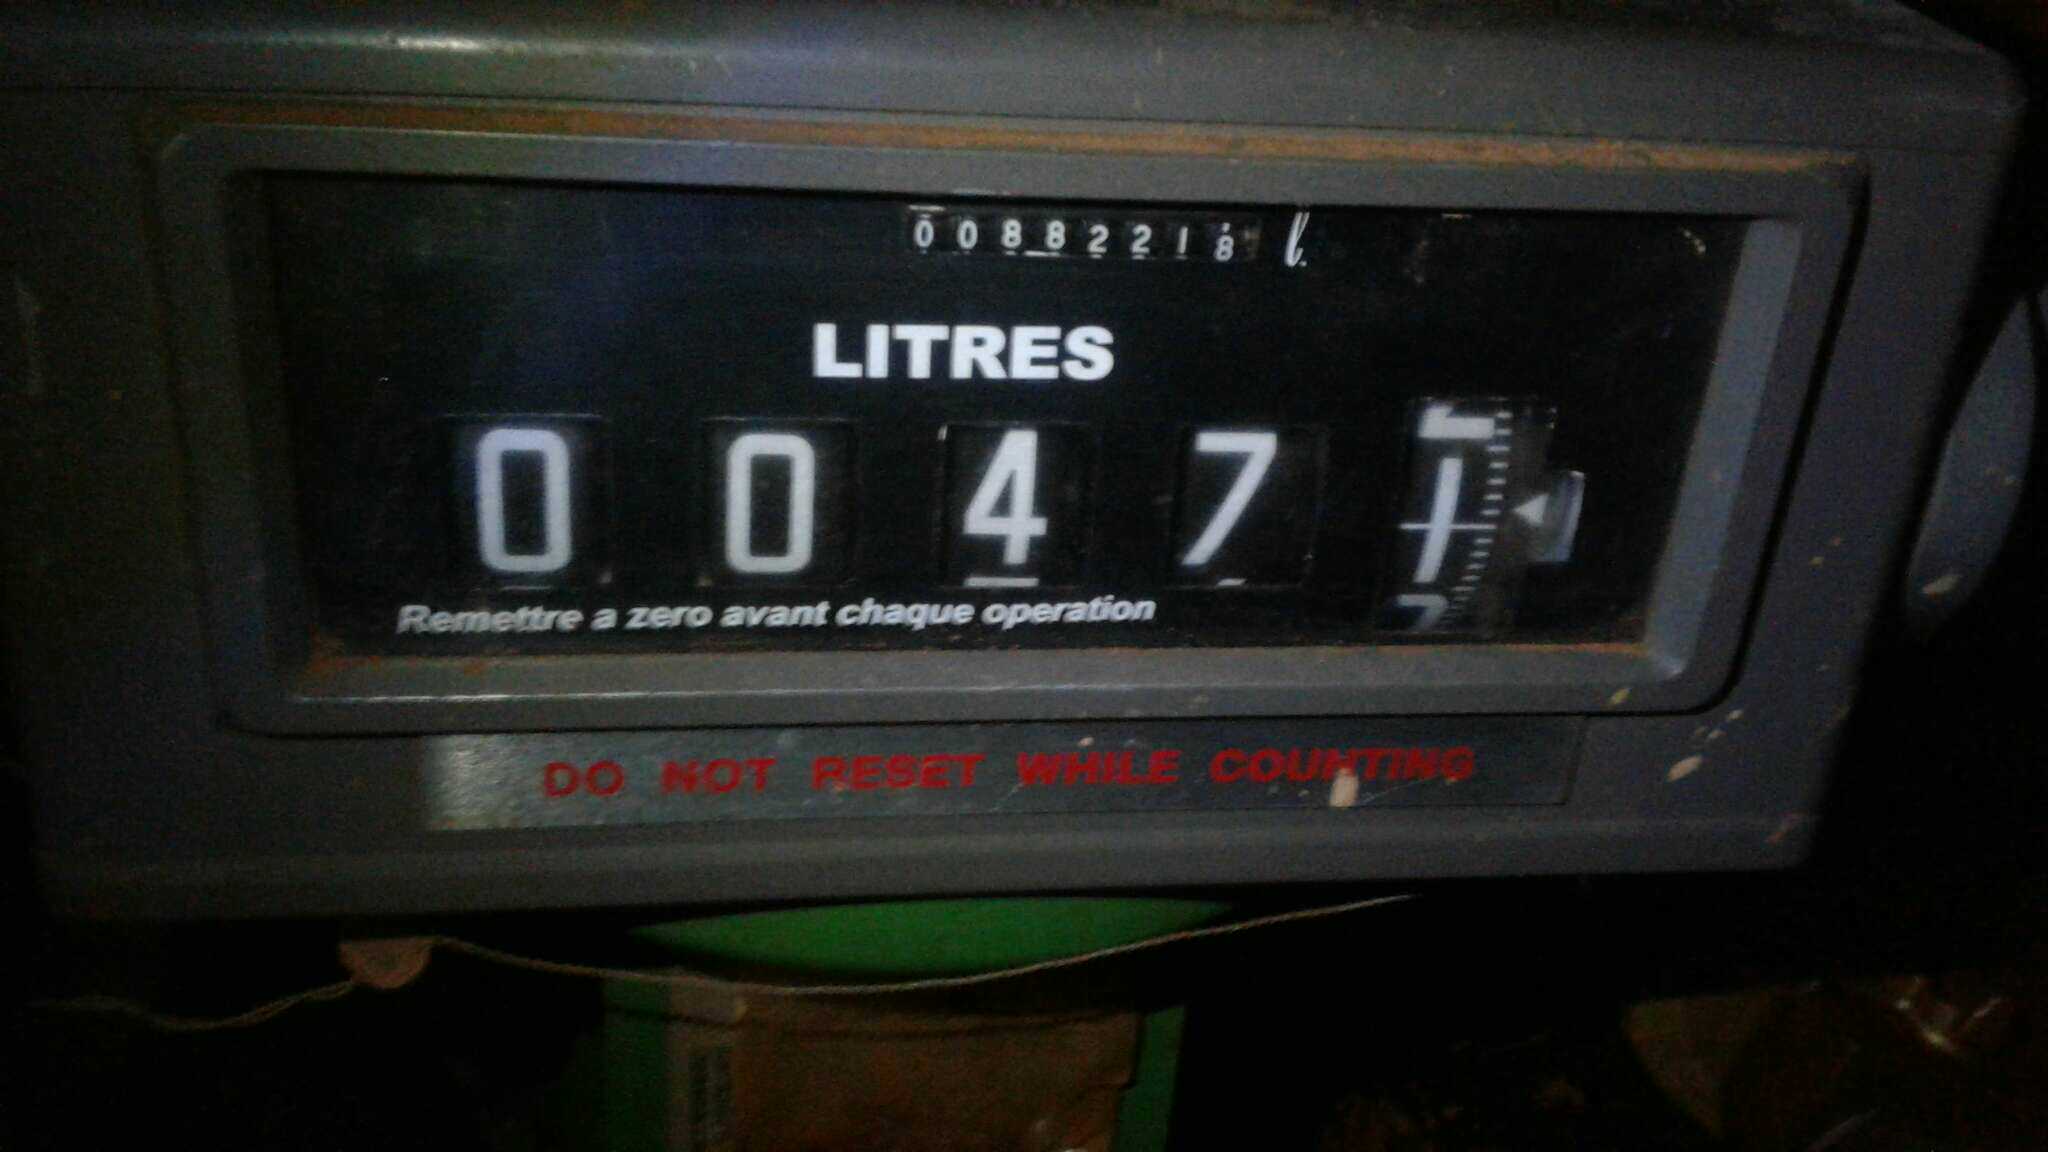 00882218 l.
LITRES
0 0 4 7 1
Remettre a zero avant chaque operation
DO NOT RESET WHILE COUNTING